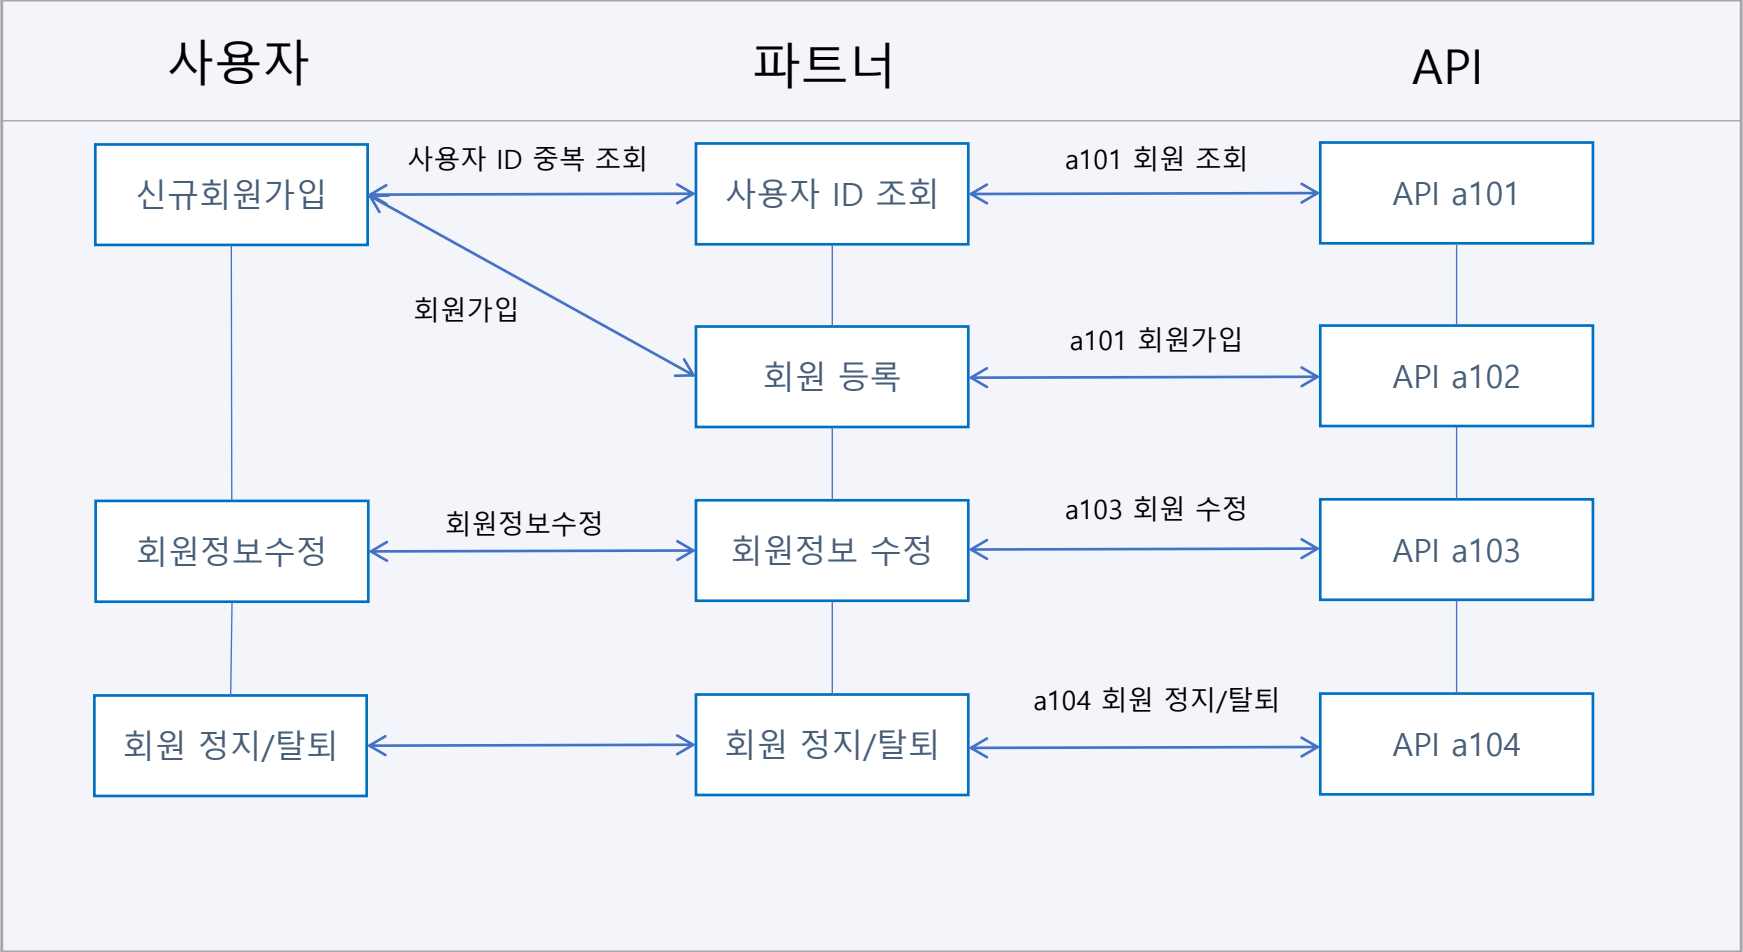 사용자
파트너
API
사용자 ID 중복 조회
a101 회원 조회
신규회원가입
사용자 ID 조회
API a101
회원가입
a101 회원가입
회원 등록
API a102
회원정보수정
a103 회원 수정
회원정보수정
회원정보 수정
API a103
a104 회원 정지/탈퇴
회원 정지/탈퇴
회원 정지/탈퇴
API a104